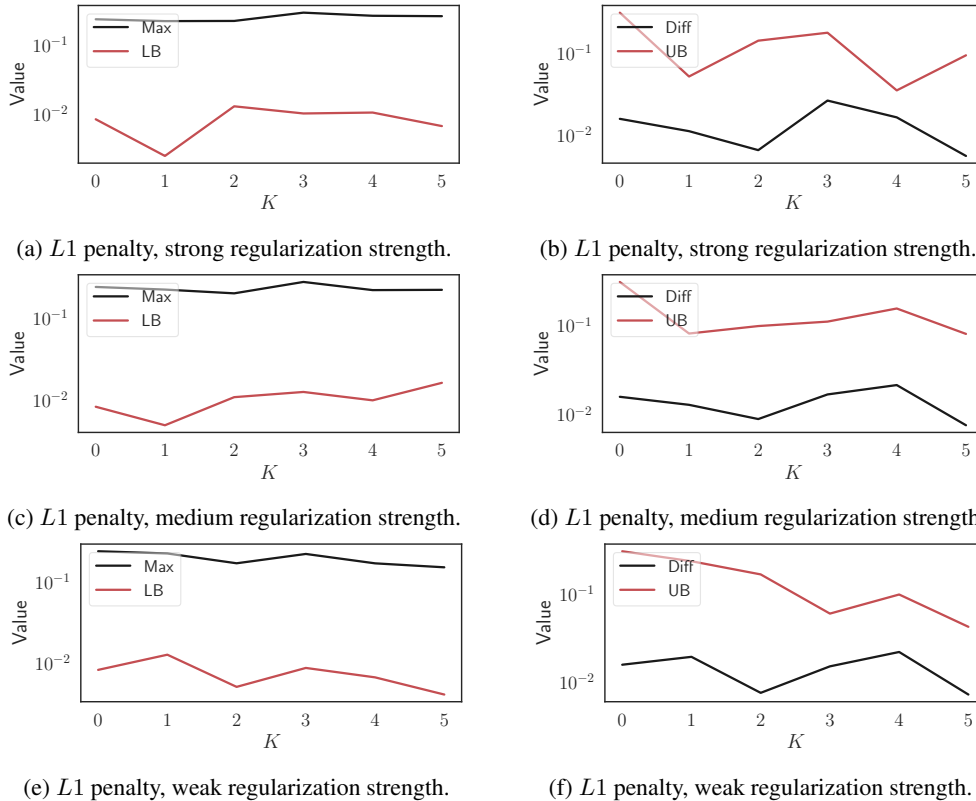 Value
10⁻¹
10⁻²
Max
LB
0 1 2 3 4 5
K
Value
10⁻¹
10⁻²
Diff
UB
0 1 2 3 4 5
K
(a) L1 penalty, strong regularization strength.
(b) L1 penalty, strong regularization strength.
Value
10⁻¹
10⁻²
Max
LB
0 1 2 3 4 5
K
Value
10⁻¹
10⁻²
Diff
UB
0 1 2 3 4 5
K
(c) L1 penalty, medium regularization strength.
(d) L1 penalty, medium regularization strength
Value
10⁻¹
10⁻²
Max
LB
0 1 2 3 4 5
K
Value
10⁻¹
10⁻²
Diff
UB
0 1 2 3 4 5
K
(e) L1 penalty, weak regularization strength.
(f) L1 penalty, weak regularization strength.